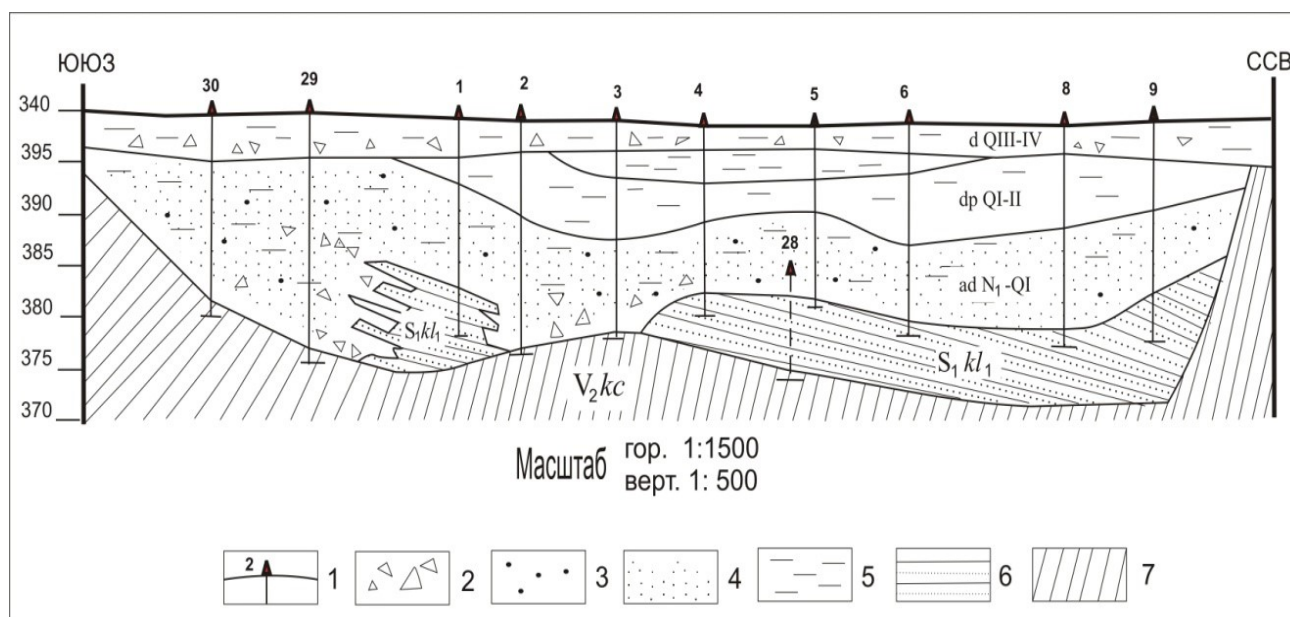 ЮЮЗ
ССВ
30
29
1
2
3
4
5
6
8
9
340
395
390
385
380
375
370
d QIII-IV
dp QI-II
28
ad N₁-QI
S₁kl₁
S₁ kl₁
V₂kc
Масштаб гор. 1:1500
верт. 1: 500
2
1
2
3
4
5
6
7